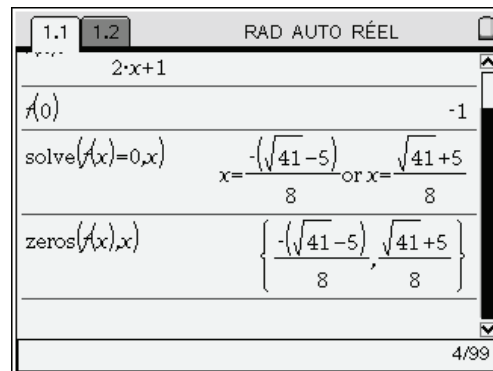 1.1 1.2 RAD AUTO RÉEL
2·x+1
f(0) -1
solve(f(x)=0,x) x=-(√41-5)/8 or x=(√41+5)/8
zeros(f(x),x) {-(√41-5)/8,(√41+5)/8}
4/99